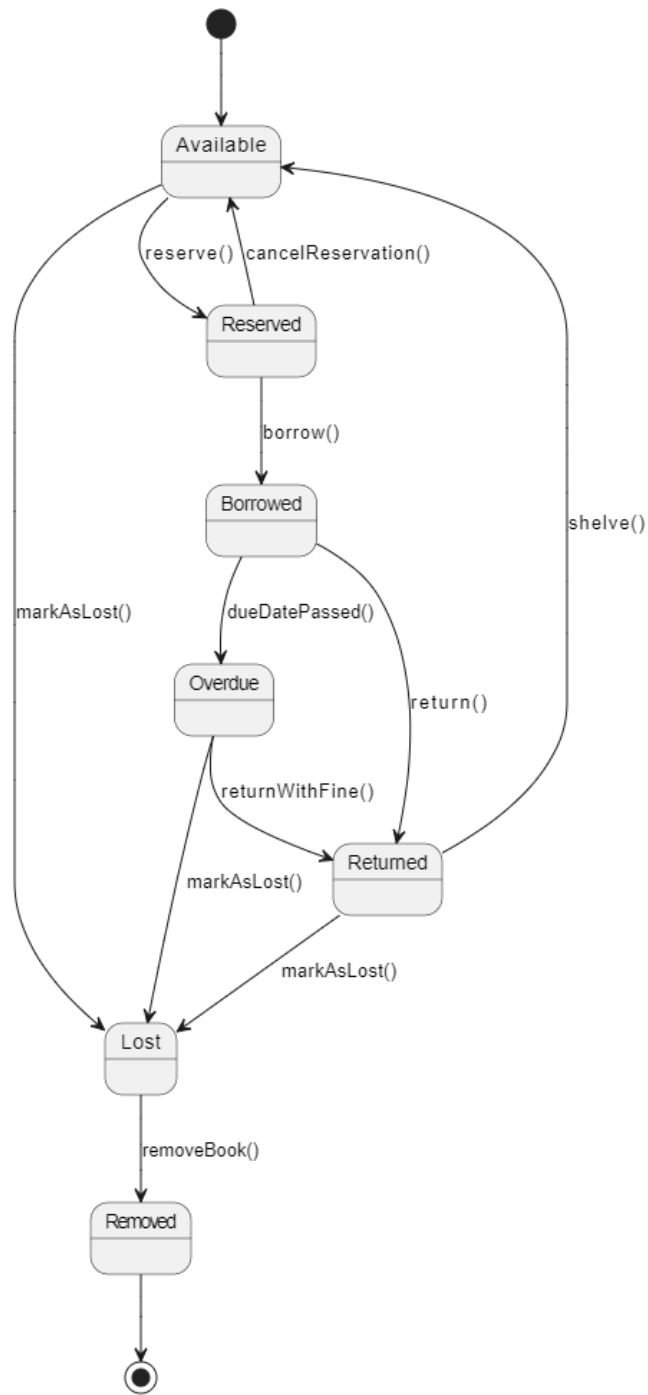 Available
reserve()
cancelReservation()
Reserved
borrow()
Borrowed
shelve()
markAsLost()
dueDatePassed()
Overdue
return()
returnWithFine()
Returned
markAsLost()
markAsLost()
Lost
removeBook()
Removed